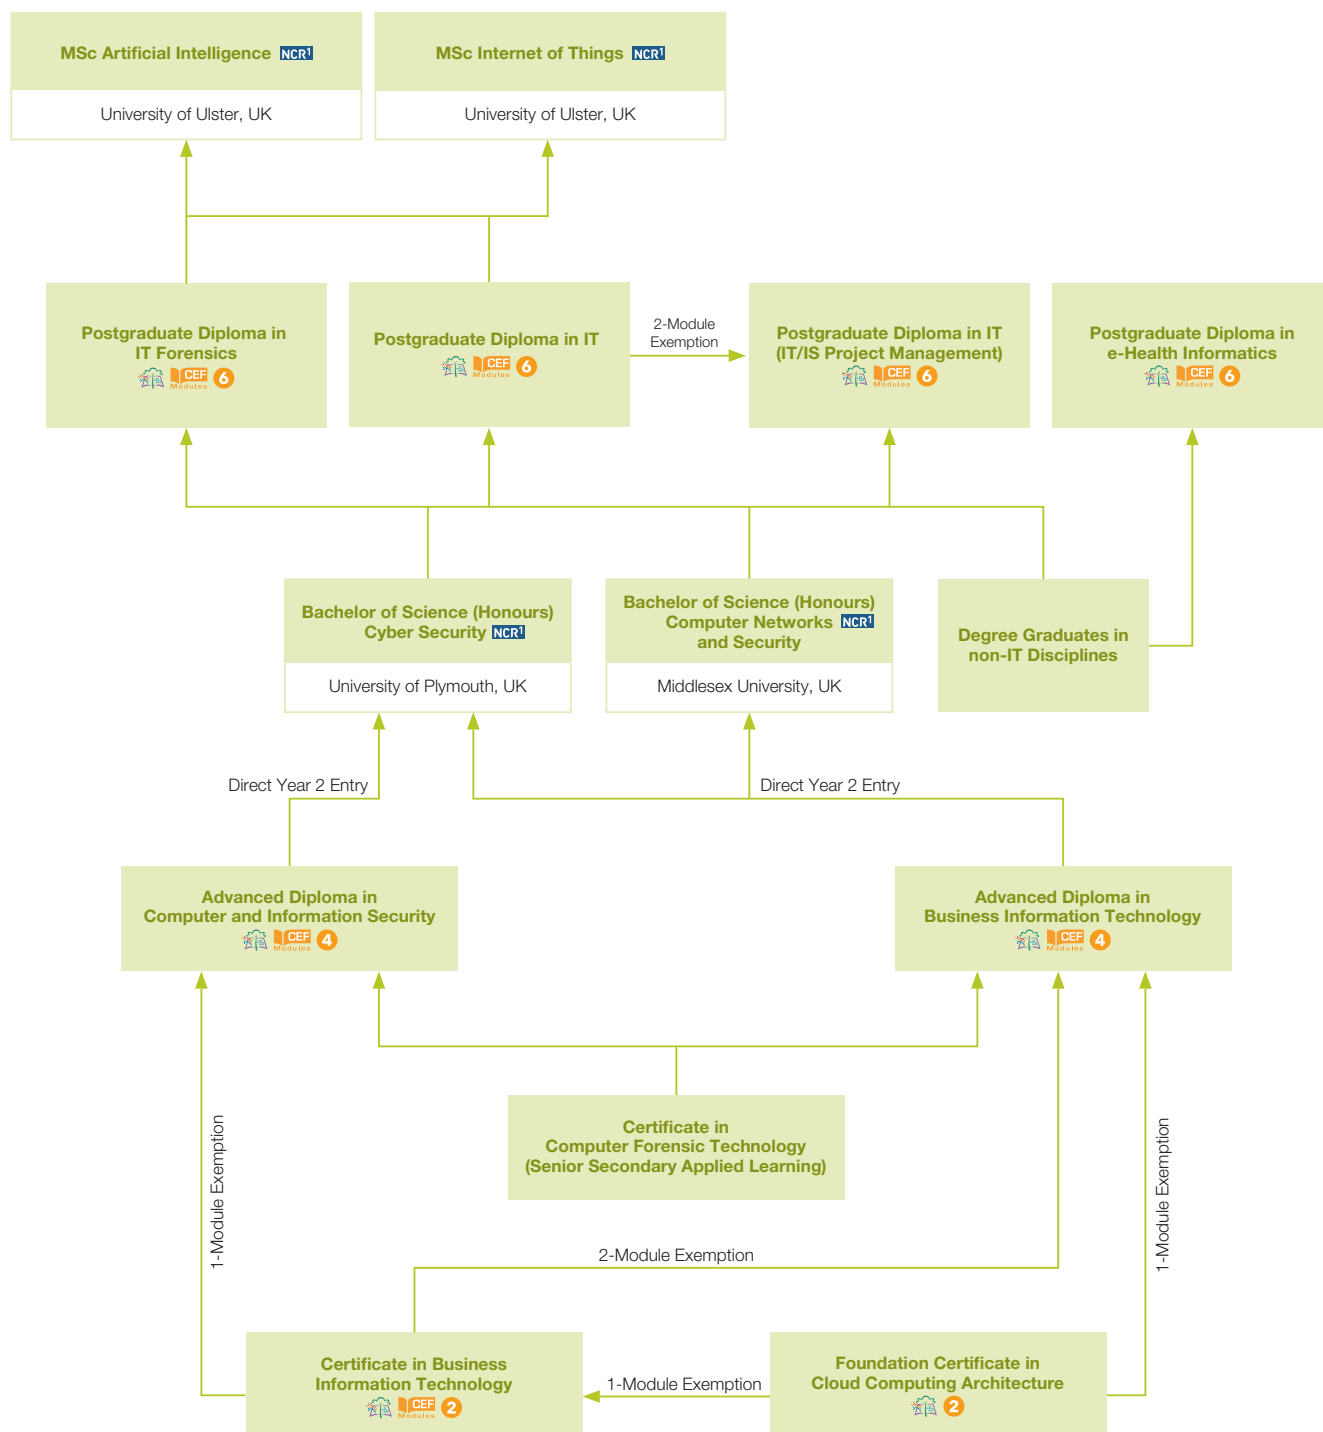 MSc Artificial Intelligence NCR1
University of Ulster, UK
MSc Internet of Things NCR1
University of Ulster, UK
Postgraduate Diploma in
IT Forensics
CEF
Modules
6
Postgraduate Diploma in IT
CEF
Modules
6
2-Module
Exemption
Postgraduate Diploma in IT
(IT/IS Project Management)
CEF
Modules
6
Postgraduate Diploma in
e-Health Informatics
CEF
Modules
6
Bachelor of Science (Honours)
Cyber Security NCR1
University of Plymouth, UK
Bachelor of Science (Honours)
Computer Networks NCR1
and Security
Middlesex University, UK
Degree Graduates in
non-IT Disciplines
Direct Year 2 Entry
Direct Year 2 Entry
Advanced Diploma in
Computer and Information Security
CEF
Modules
4
Advanced Diploma in
Business Information Technology
CEF
Modules
4
1-Module Exemption
Certificate in
Computer Forensic Technology
(Senior Secondary Applied Learning)
1-Module Exemption
2-Module Exemption
Certificate in Business
Information Technology
CEF
Modules
2
1-Module Exemption
Foundation Certificate in
Cloud Computing Architecture
2